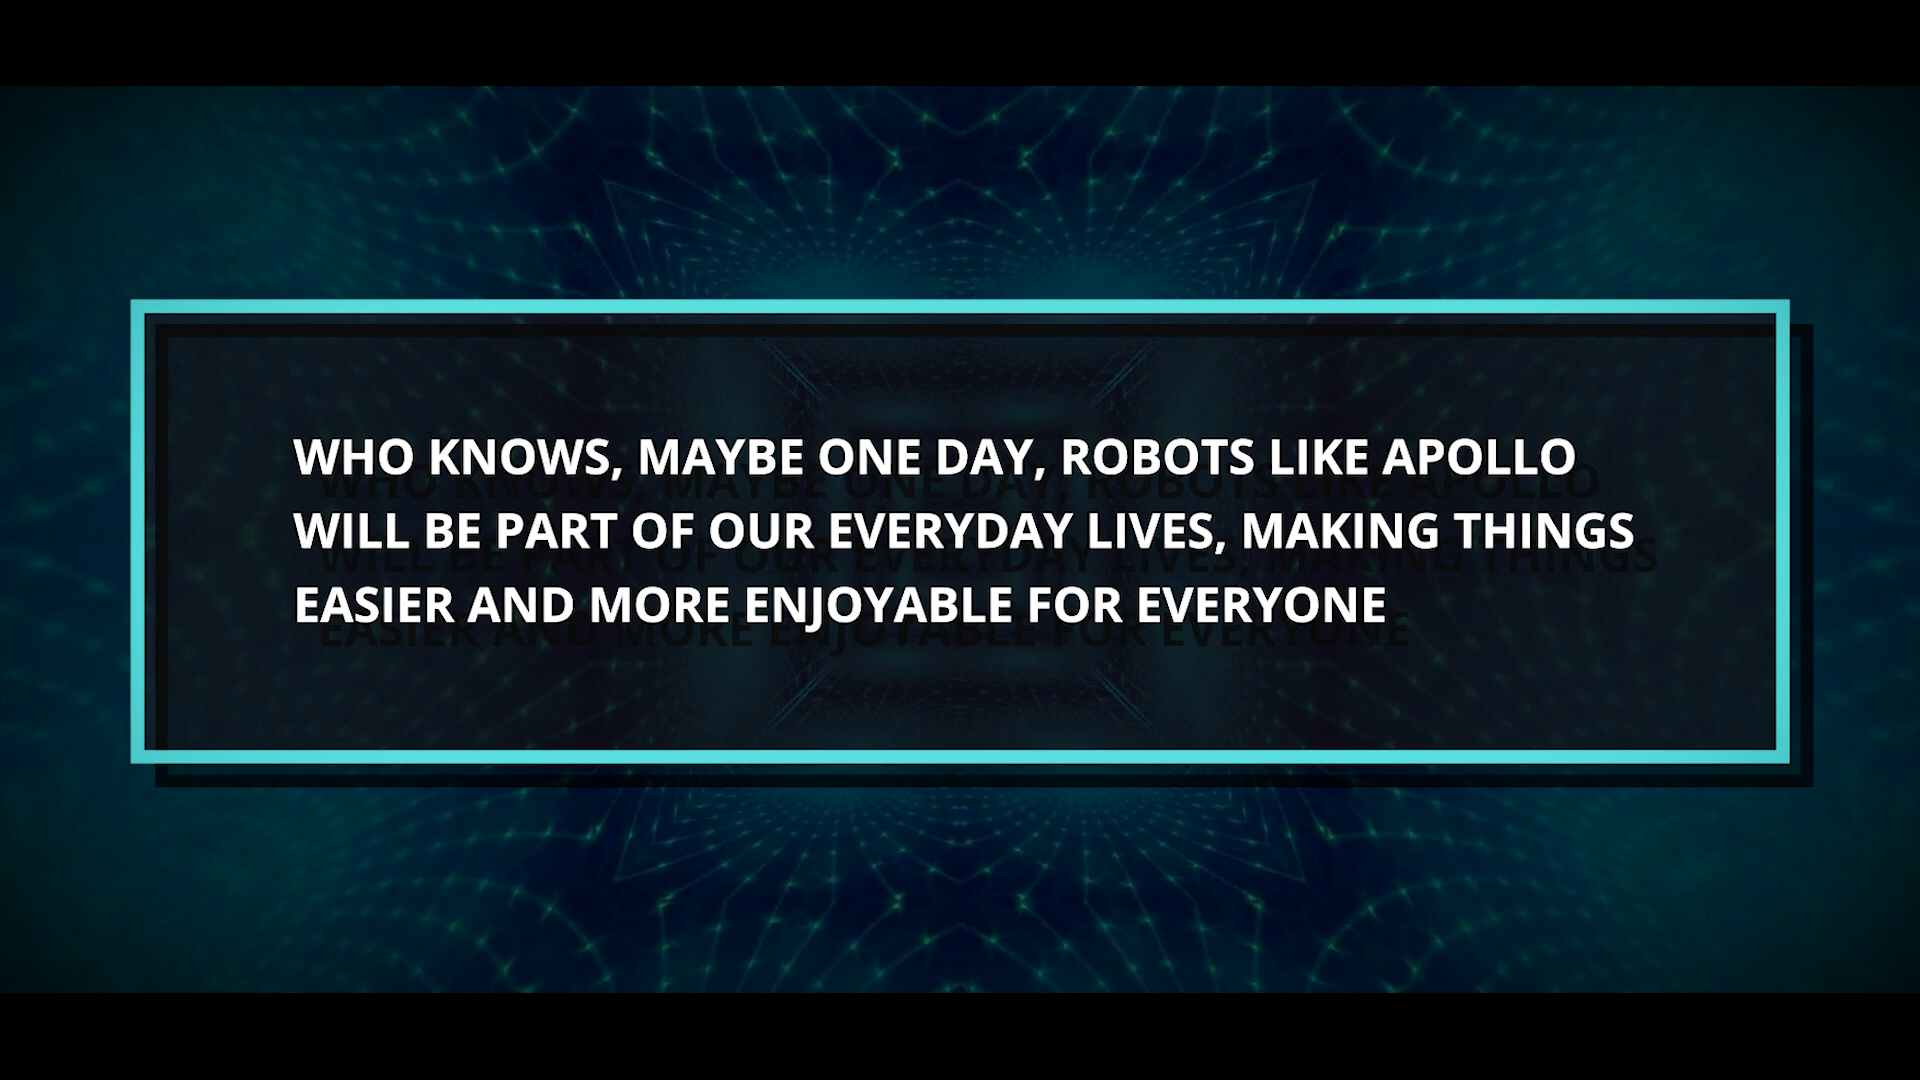 WHO KNOWS, MAYBE ONE DAY, ROBOTS LIKE APOLLO
WILL BE PART OF OUR EVERYDAY LIVES, MAKING THINGS
EASIER AND MORE ENJOYABLE FOR EVERYONE